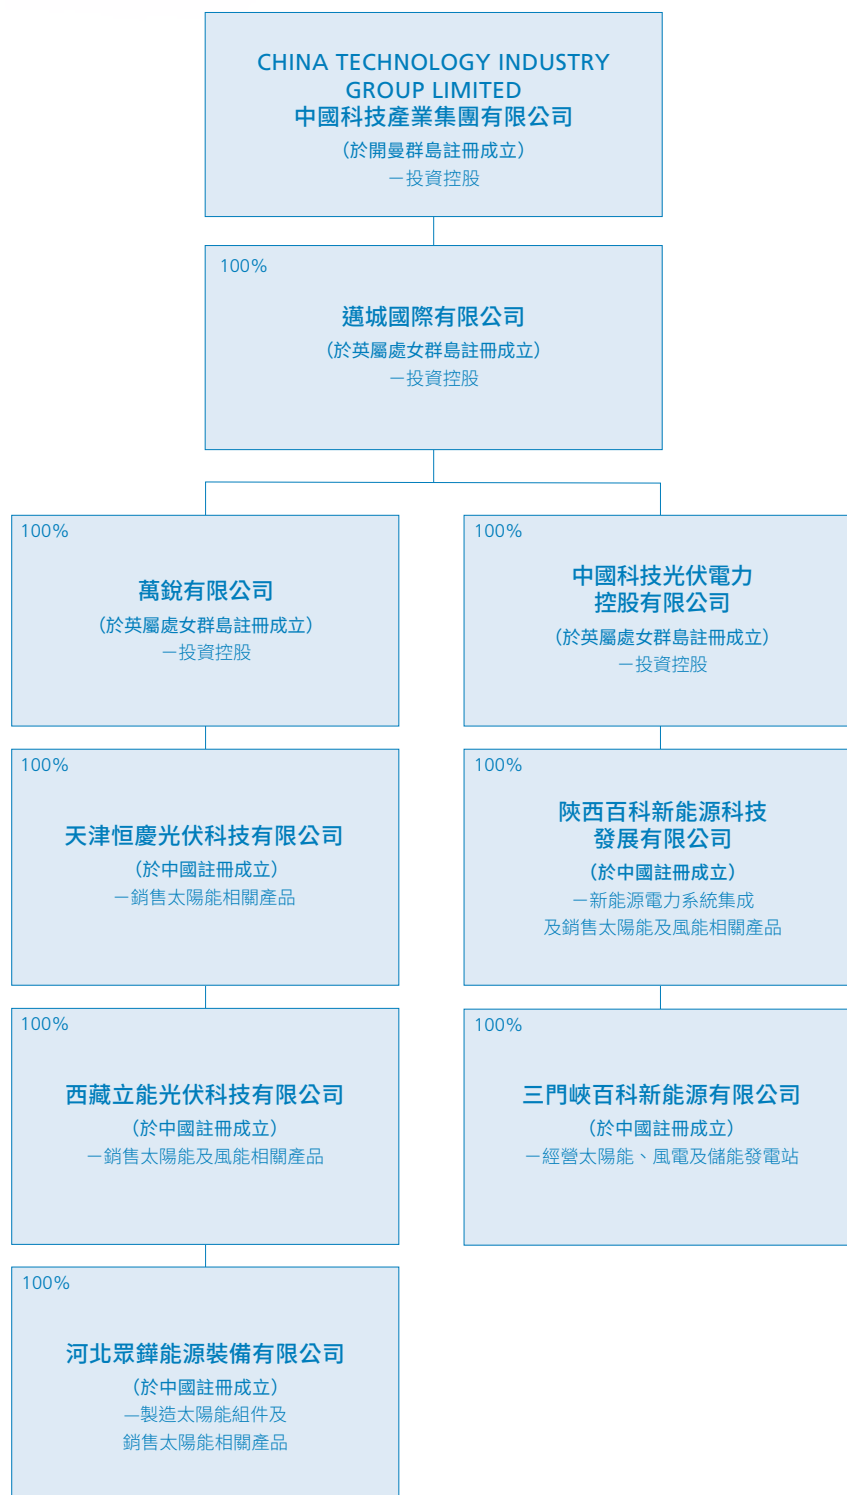 CHINA TECHNOLOGY INDUSTRY
GROUP LIMITED
中國科技產業集團有限公司
（於開曼群島註冊成立）
－投資控股
100%
邁城國際有限公司
（於英屬處女群島註冊成立）
－投資控股
100%
萬銳有限公司
（於英屬處女群島註冊成立）
－投資控股
100%
天津恒慶光伏科技有限公司
（於中國註冊成立）
－銷售太陽能相關產品
100%
西藏立能光伏科技有限公司
（於中國註冊成立）
－銷售太陽能及風能相關產品
100%
河北眾鏵能源裝備有限公司
（於中國註冊成立）
—製造太陽能組件及
銷售太陽能相關產品
100%
中國科技光伏電力
控股有限公司
（於英屬處女群島註冊成立）
－投資控股
100%
陝西百科新能源科技
發展有限公司
（於中國註冊成立）
－新能源電力系統集成
及銷售太陽能及風能相關產品
100%
三門峽百科新能源有限公司
（於中國註冊成立）
－經營太陽能、風電及儲能發電站